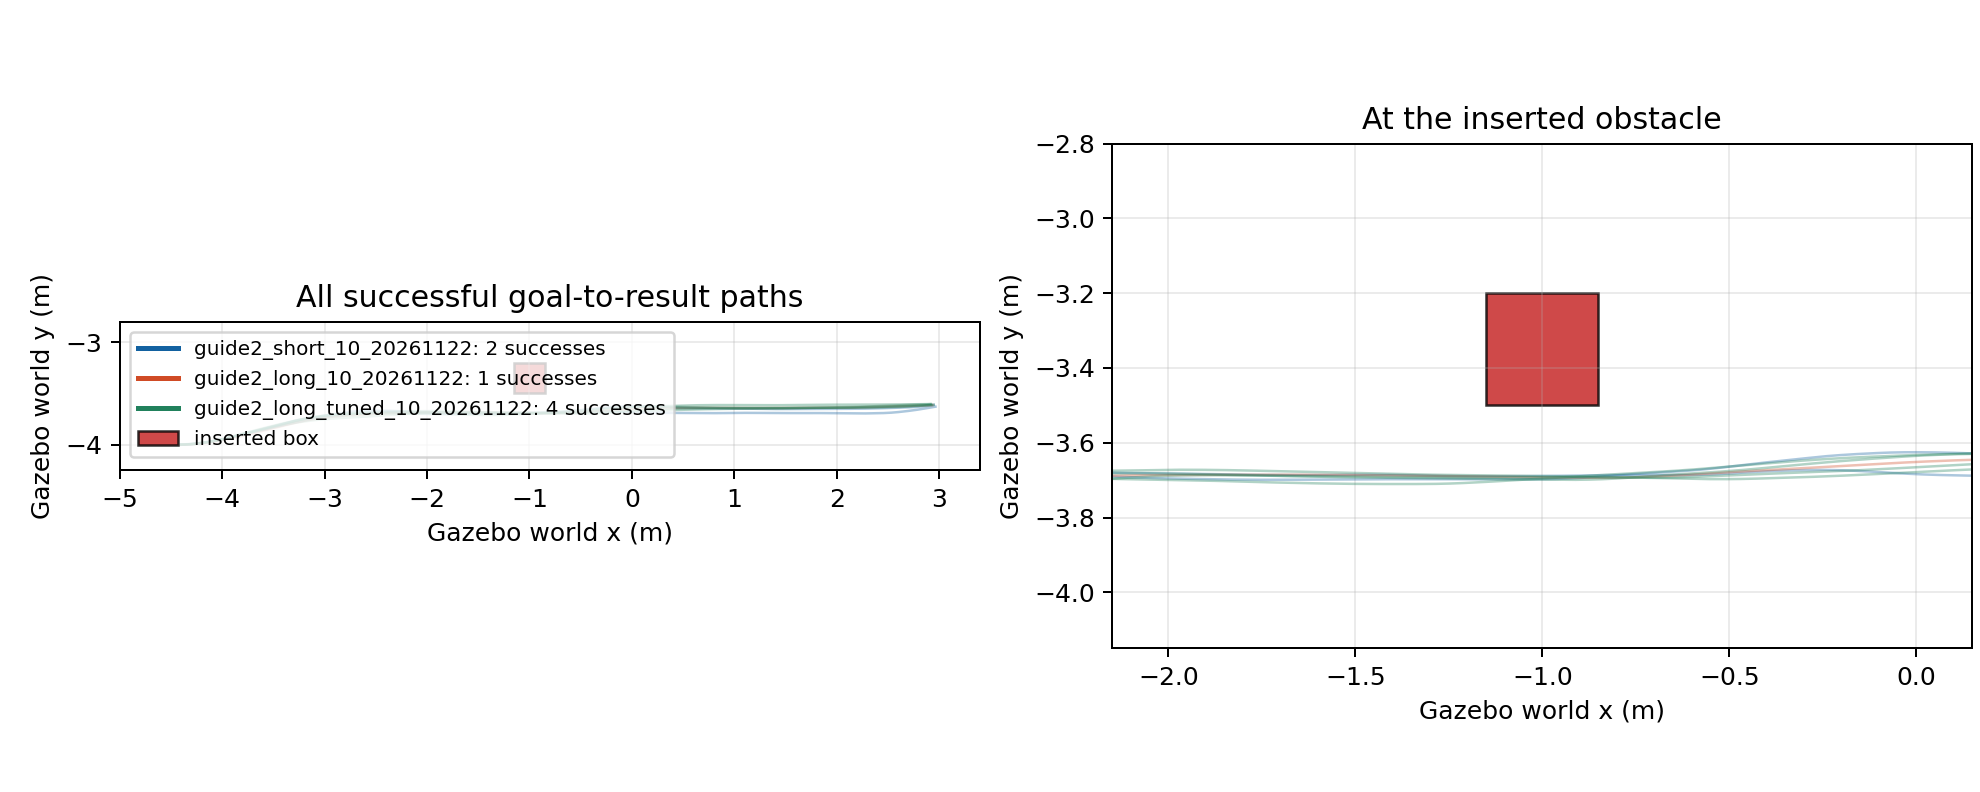 All successful goal-to-result paths
Gazebo world y (m)
−3
−4
guide2_short_10_20261122: 2 successes
guide2_long_10_20261122: 1 successes
guide2_long_tuned_10_20261122: 4 successes
inserted box
−5
−4
−3
−2
−1
0
1
2
3
Gazebo world x (m)
At the inserted obstacle
Gazebo world y (m)
−2.8
−3.0
−3.2
−3.4
−3.6
−3.8
−4.0
−2.0
−1.5
−1.0
−0.5
0.0
Gazebo world x (m)